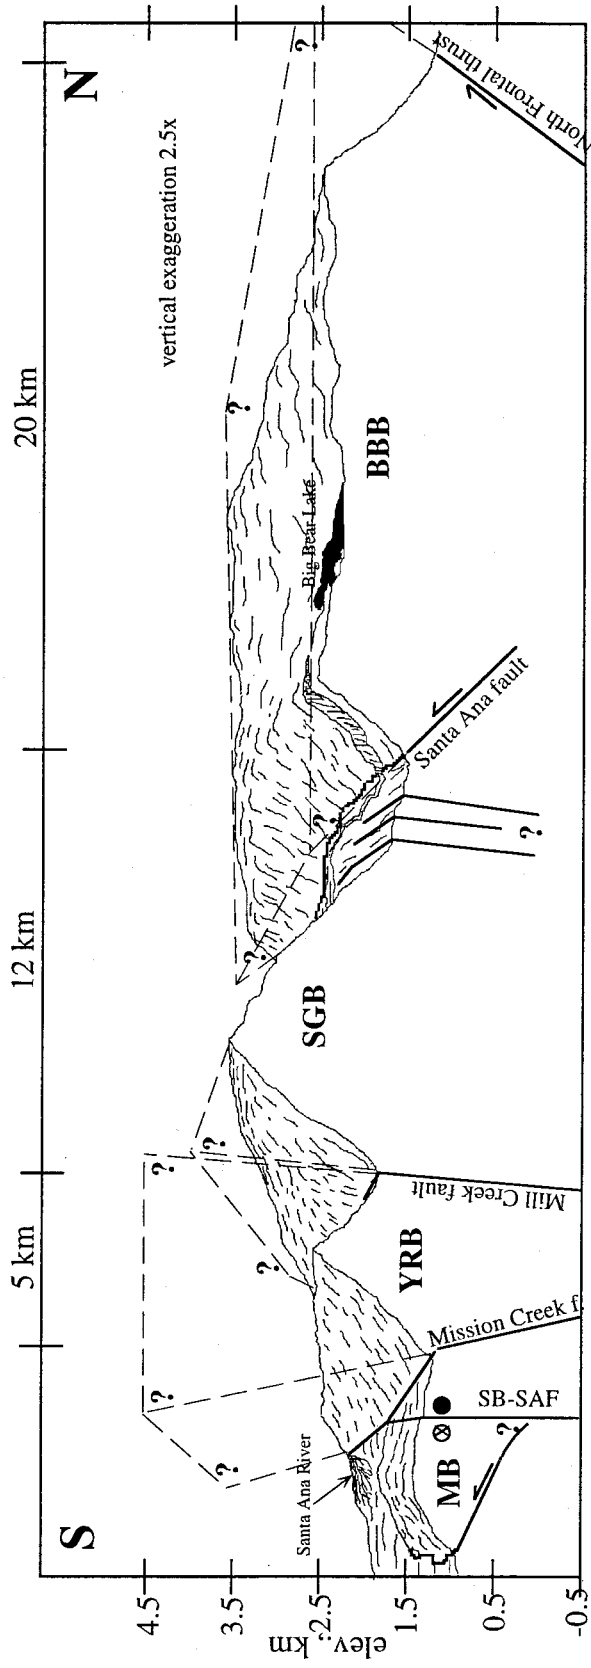 S
N
5 km
12 km
20 km
vertical exaggeration 2.5x
4.5
3.5
2.5
1.5
0.5
-0.5
elev., km
?
?
?
?
?
?
?
?
?
Santa Ana River
Big Bear Lake
MB
YRB
SGB
BBB
SB-SAF
?
?
Mission Creek f
Mill Creek fault
Santa Ana fault
North Frontal thrust